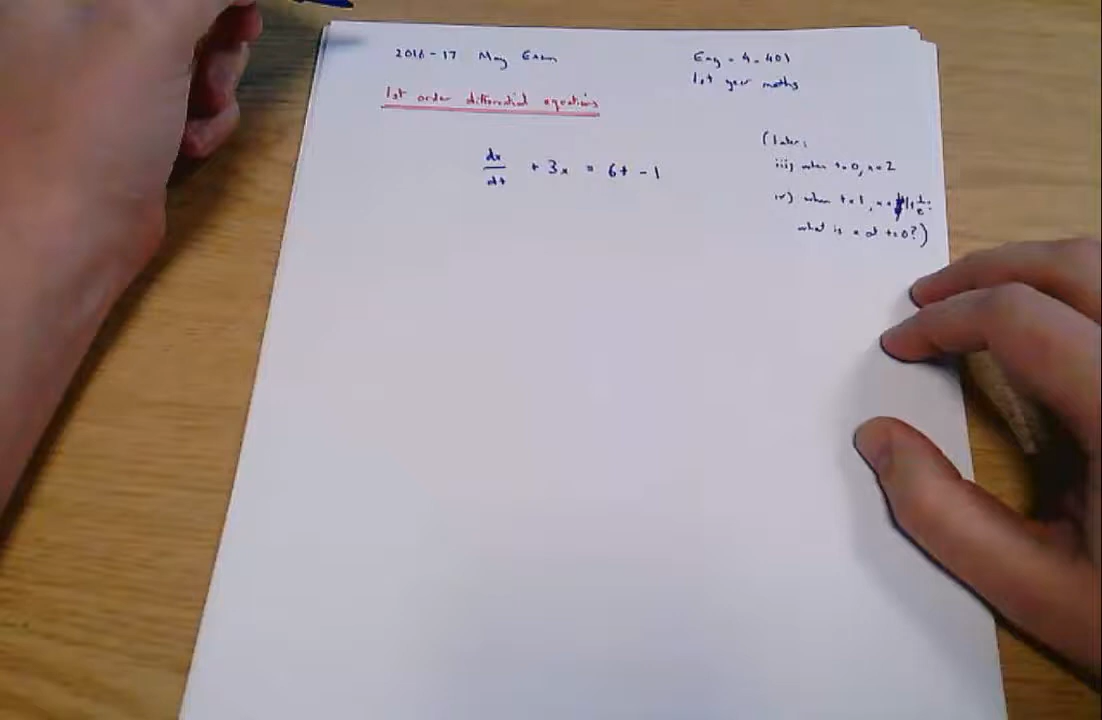 2016-17 May Exam
Eng-4-401
1st year maths
1st order differential equations
dx/dt + 3x = 6t - 1
(Later:
iii) when t=0, x=2
iv) when t=1, x=
what is x at t=0?)